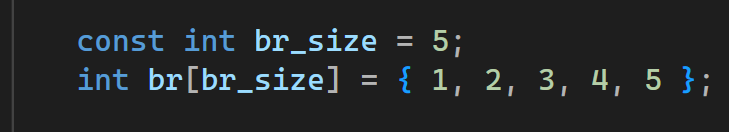 const int br_size = 5;
int br[br_size] = { 1, 2, 3, 4, 5 };